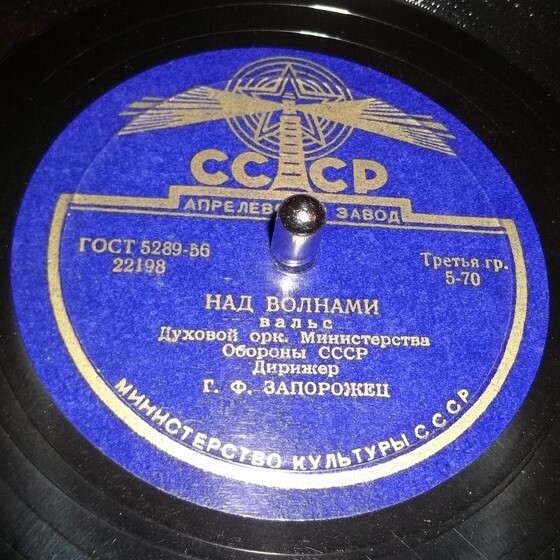 СССР
АПРЕЛЕВСКИЙ ЗАВОД
ГОСТ 5289-56
22198
Третья гр.
5-70
НАД ВОЛНАМИ
вальс
Духовой орк. Министерства
Обороны СССР
Дирижер
Г. Ф. ЗАПОРОЖЕЦ
МИНИСТЕРСТВО КУЛЬТУРЫ СССР